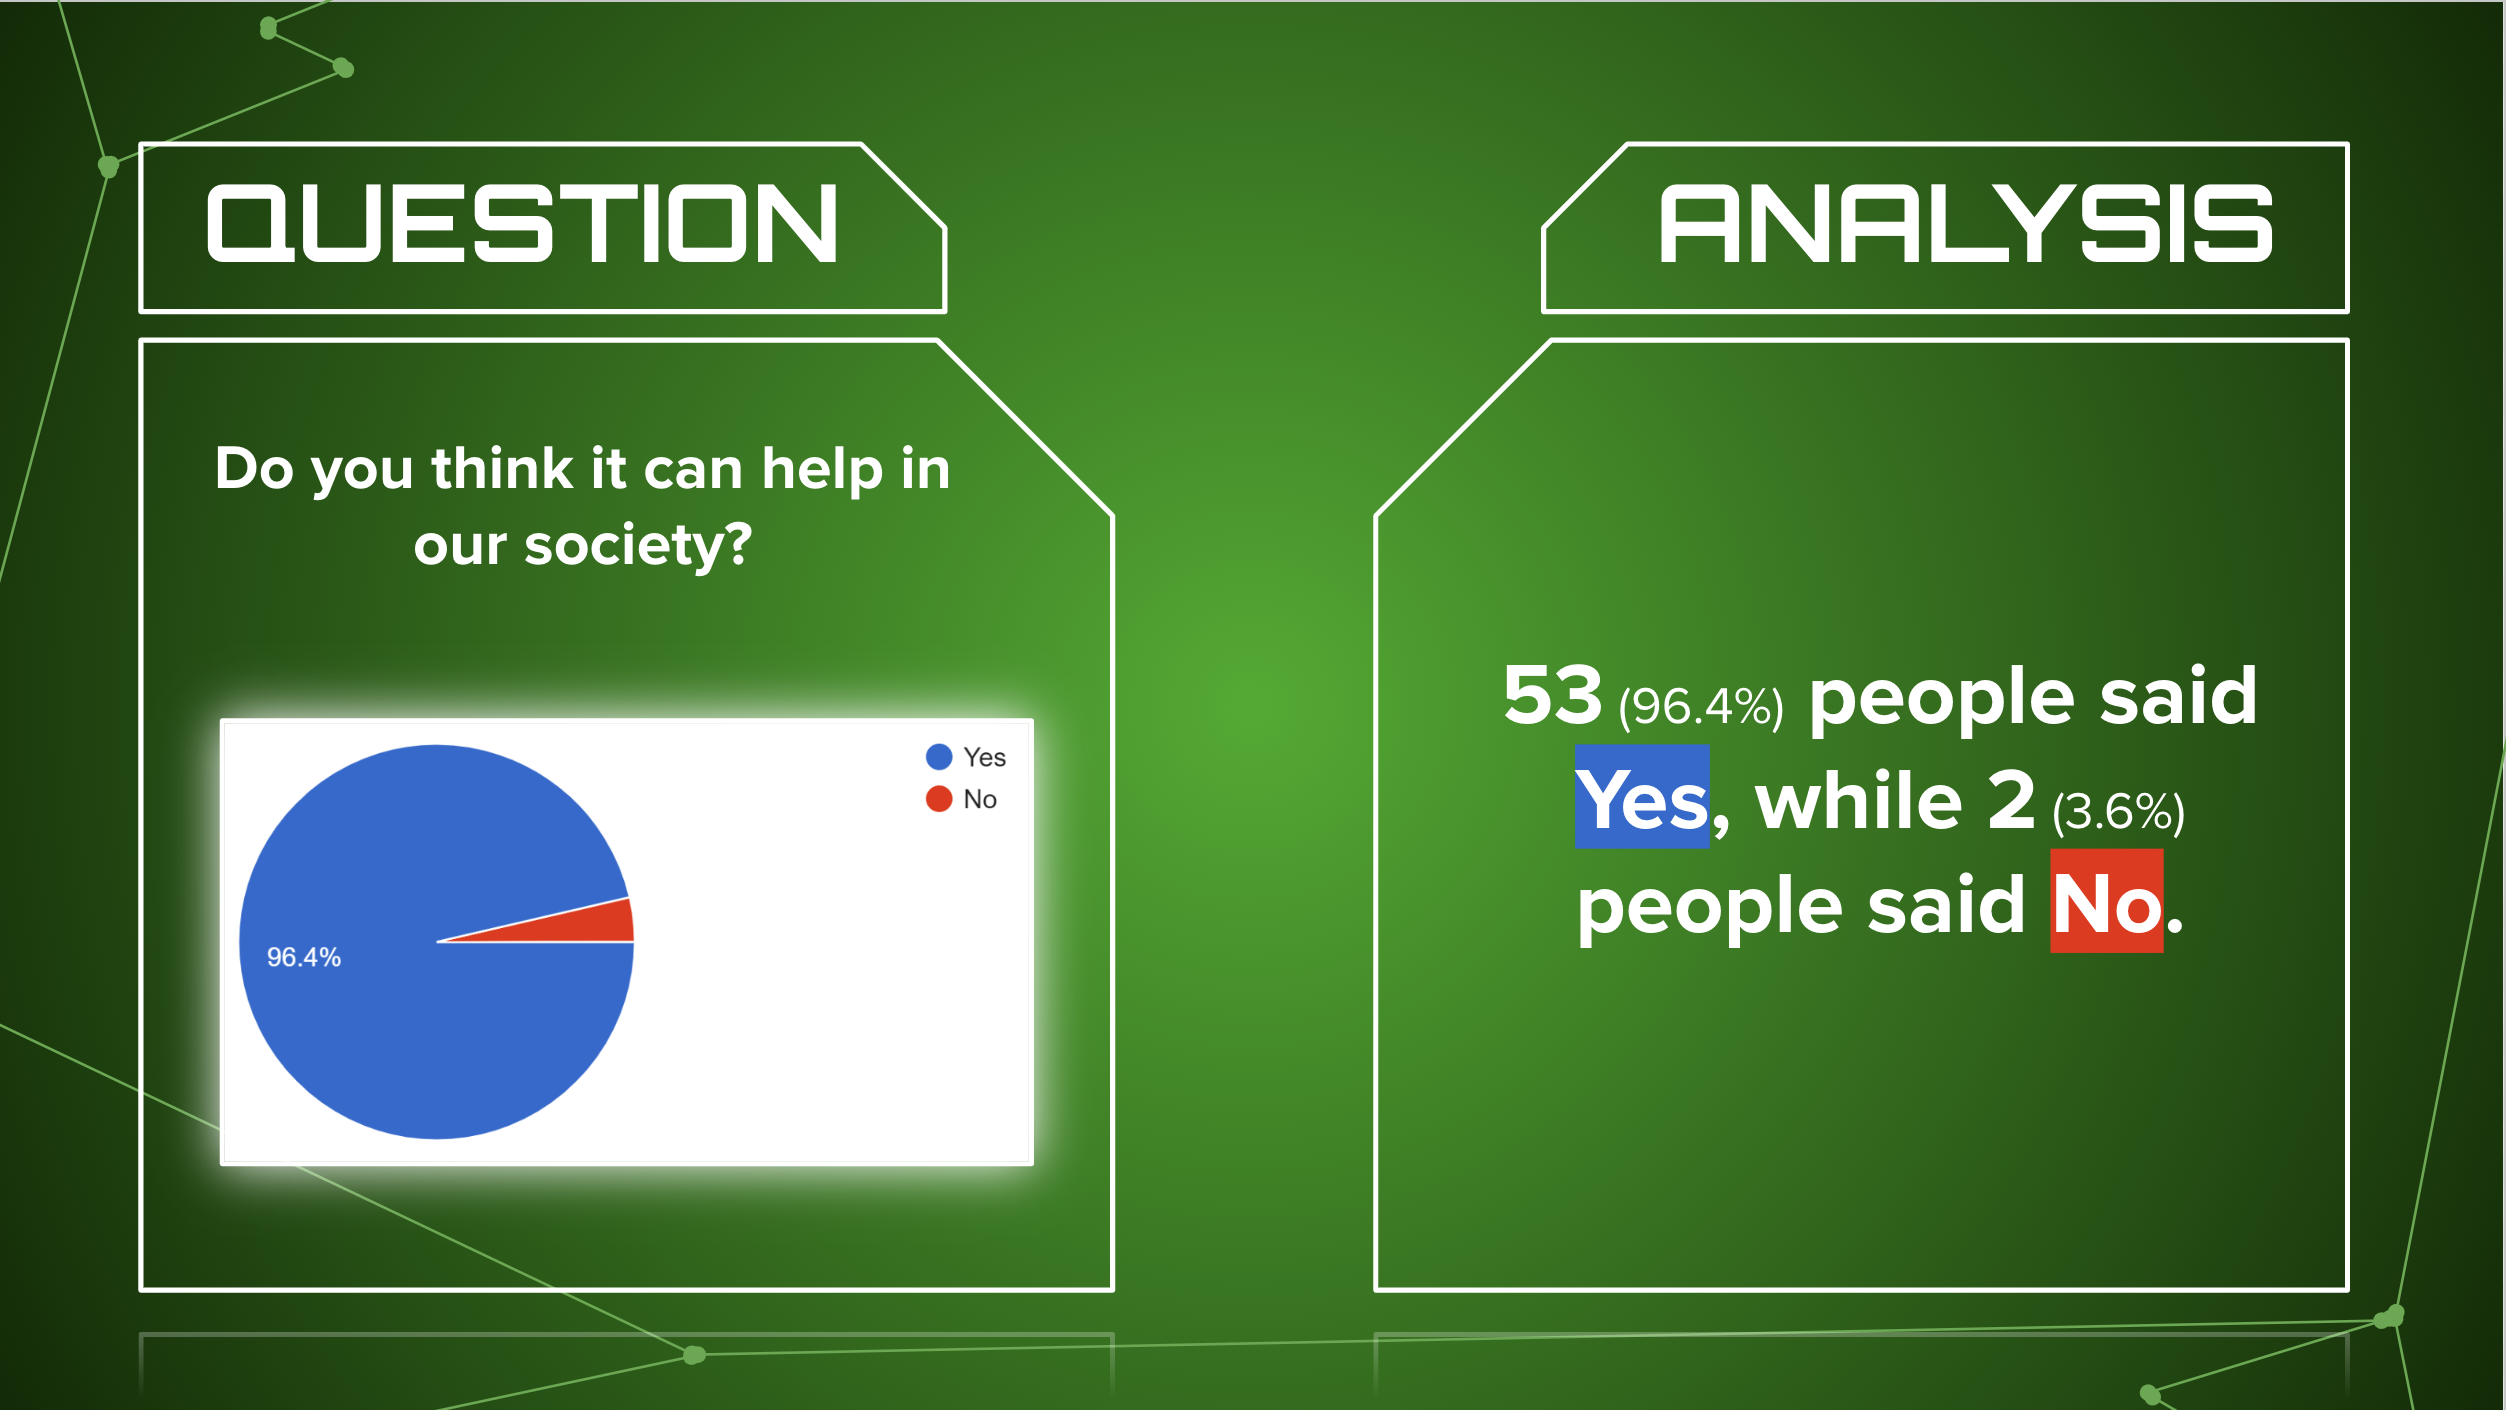 QUESTION
Do you think it can help in
our society?
Yes
No
96.4%
ANALYSIS
53 (96.4%) people said
Yes, while 2 (3.6%)
people said No.